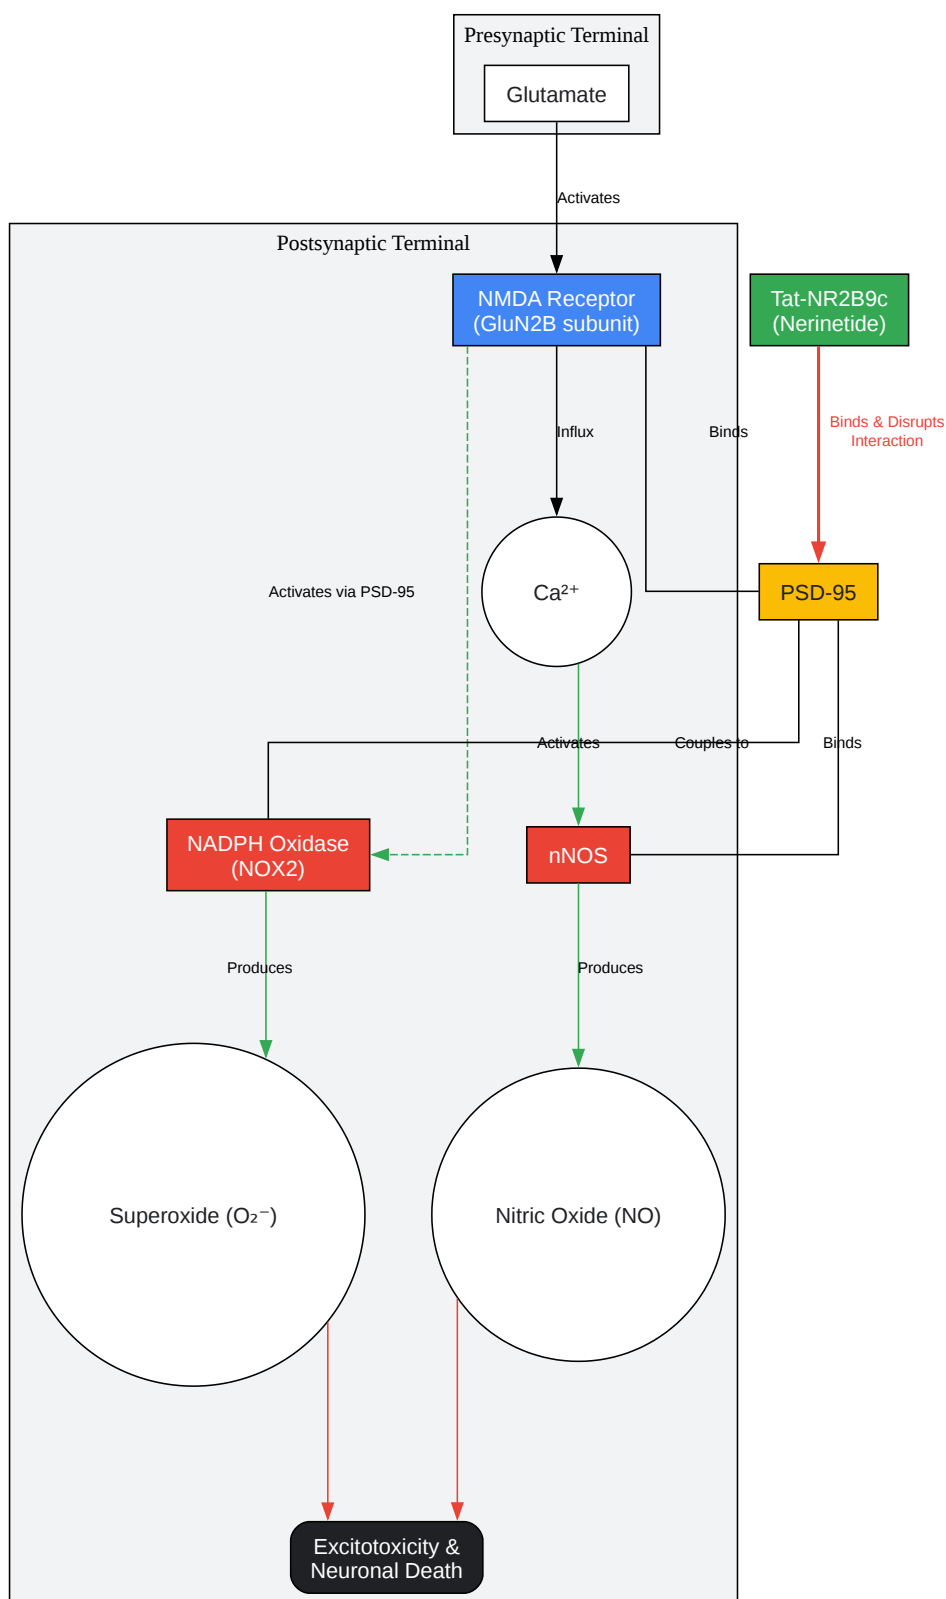 Presynaptic Terminal
Glutamate
Activates
Postsynaptic Terminal
NMDA Receptor
(GluN2B subunit)
Tat-NR2B9c
(Nerinetide)
Influx
Binds
Binds & Disrupts
Interaction
Activates via PSD-95
Ca²⁺
PSD-95
Activates
Couples to
Binds
NADPH Oxidase
(NOX2)
nNOS
Produces
Produces
Superoxide (O₂⁻)
Nitric Oxide (NO)
Excitotoxicity &
Neuronal Death